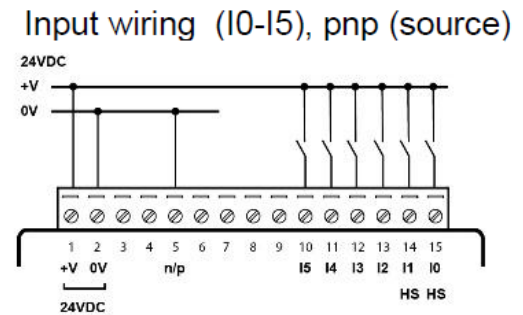 Input wiring (I0-I5), pnp (source)
24VDC
+V
0V
1 2 3 4 5 6 7 8 9 10 11 12 13 14 15
+V 0V n/p I5 I4 I3 I2 I1 I0
HS HS
24VDC